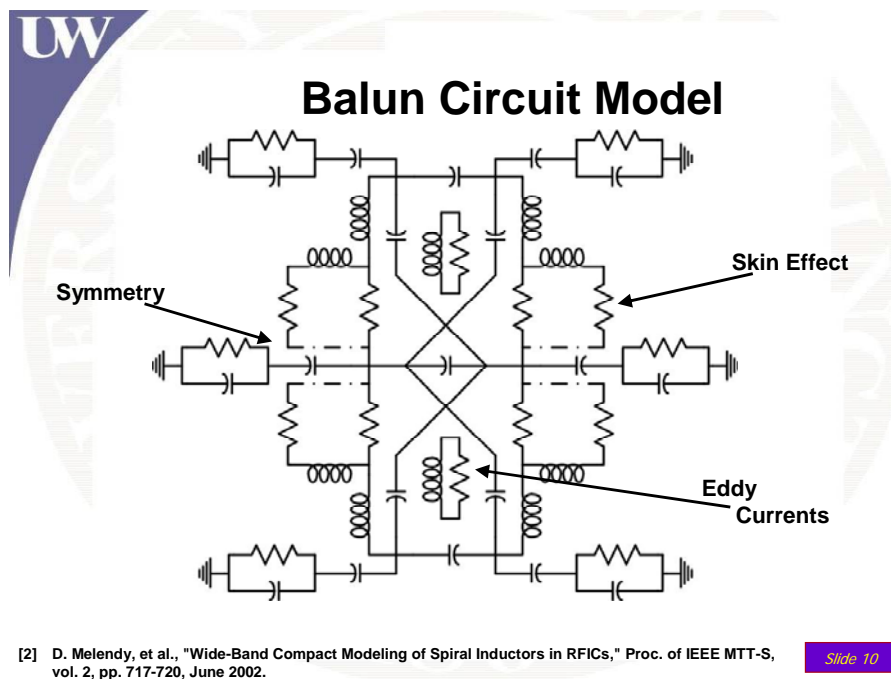 UW
Balun Circuit Model
Skin Effect
Symmetry
Eddy
Currents
[2] D. Melendy, et al., "Wide-Band Compact Modeling of Spiral Inductors in RFICs," Proc. of IEEE MTT-S,
vol. 2, pp. 717-720, June 2002.
Slide 10